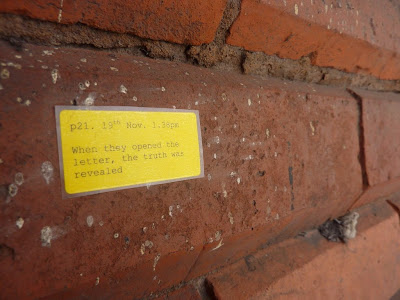 p21. 19th Nov. 1.58pm
When they opened the
letter, the truth was
revealed